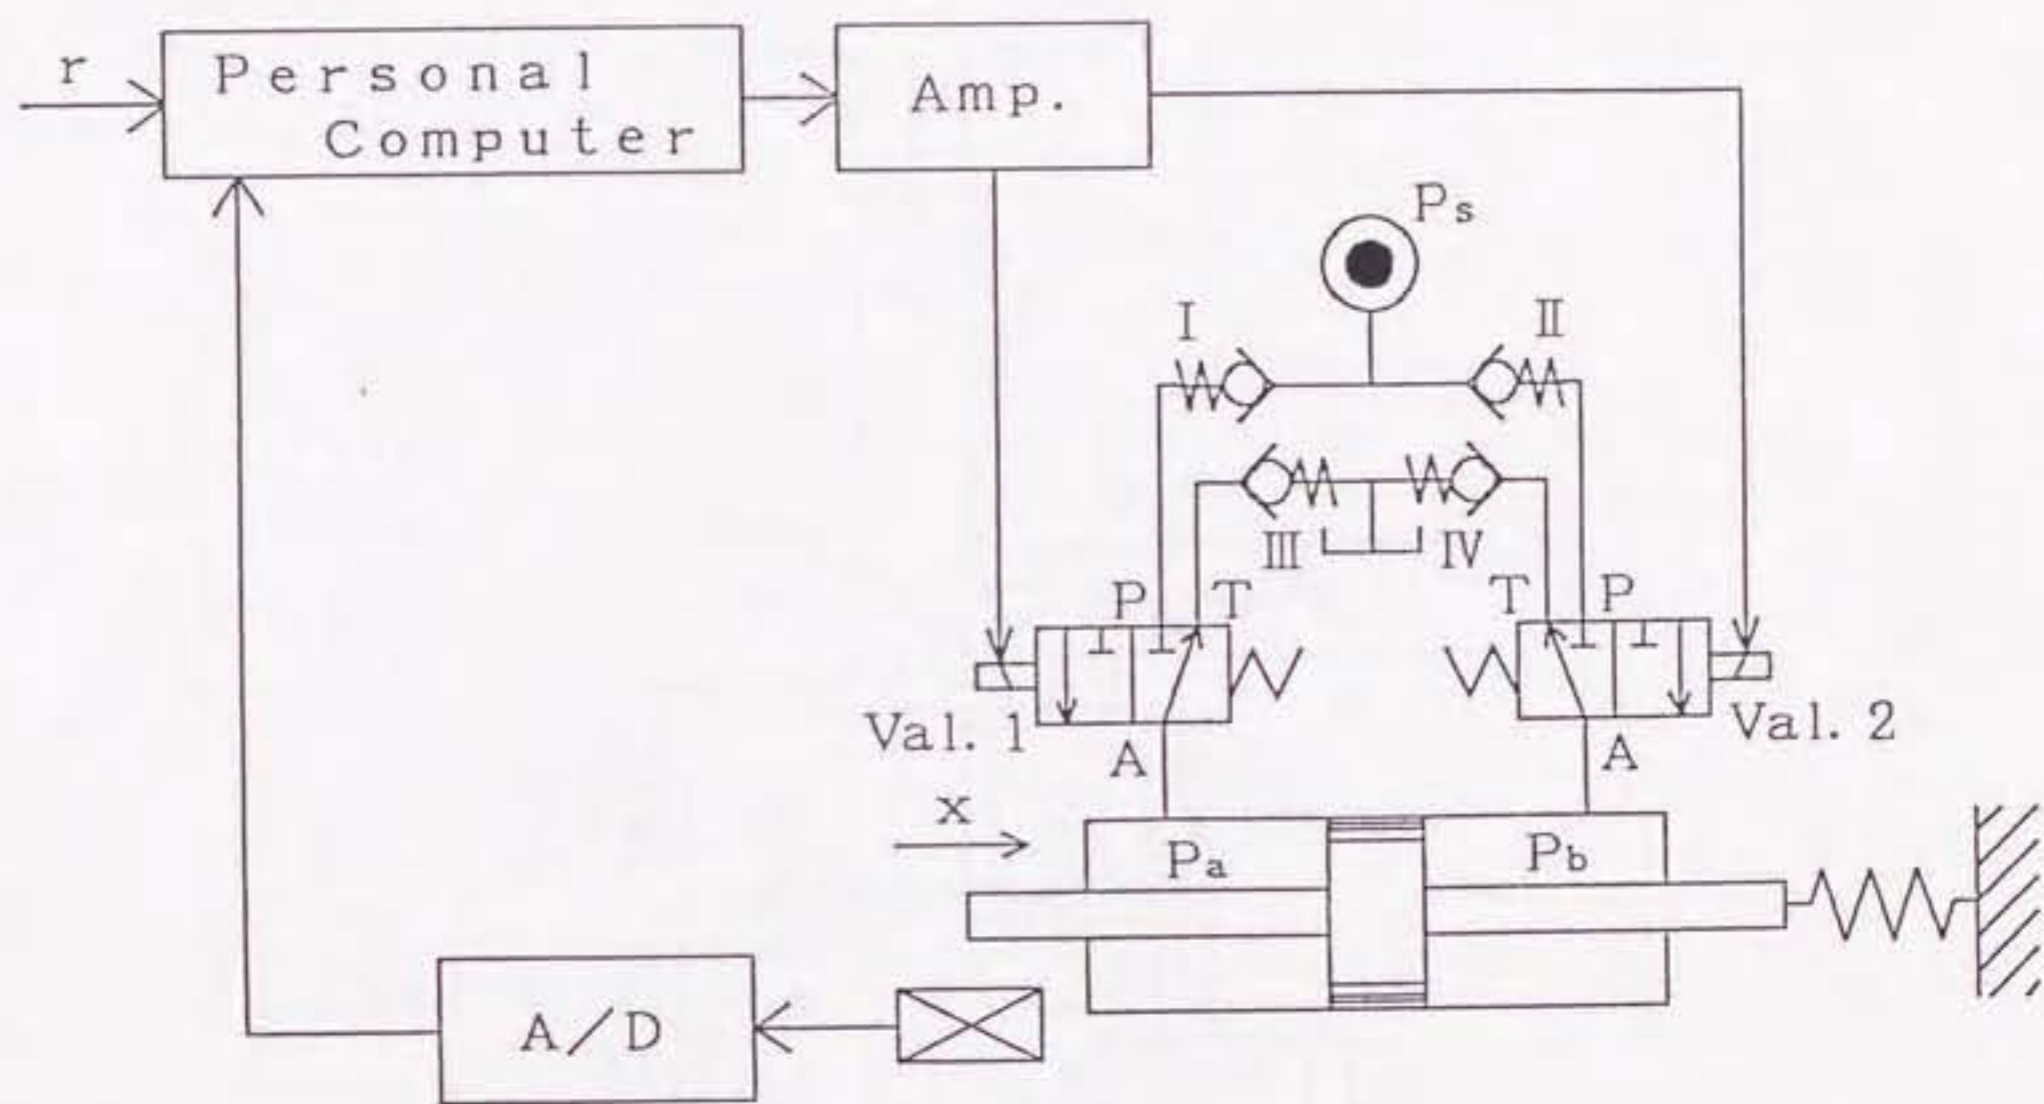 r
Personal
Computer
Amp.
Ps
I
II
III
IV
P
T
T
P
Val. 1
A
A
Val. 2
x
Pa
Pb
A/D